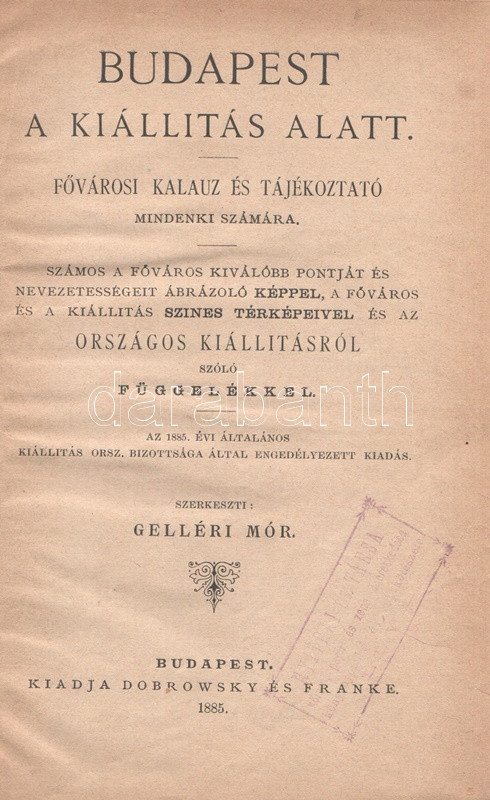 BUDAPEST
A KIÁLLITÁS ALATT.
FŐVÁROSI KALAUZ ÉS TÁJÉKOZTATÓ
MINDENKI SZÁMÁRA.
SZÁMOS A FŐVÁROS KIVÁLÓBB PONTJÁT ÉS
NEVEZETESSÉGEIT ÁBRÁZOLÓ KÉPPEL, A FŐVÁROS
ÉS A KIÁLLITÁS SZINES TÉRKÉPEIVEL ÉS AZ
ORSZÁGOS KIÁLLITÁSRÓL
SZÓLÓ
FÜGGELÉKKEL.
darabanth
AZ 1885. ÉVI ÁLTALÁNOS
KIÁLLITÁS ORSZ. BIZOTTSÁGA ÁLTAL ENGEDÉLYEZETT KIADÁS.
SZERKESZTI:
GELLÉRI MÓR.
BUDAPEST.
KIADJA DOBROWSKY ÉS FRANKE.
1885.